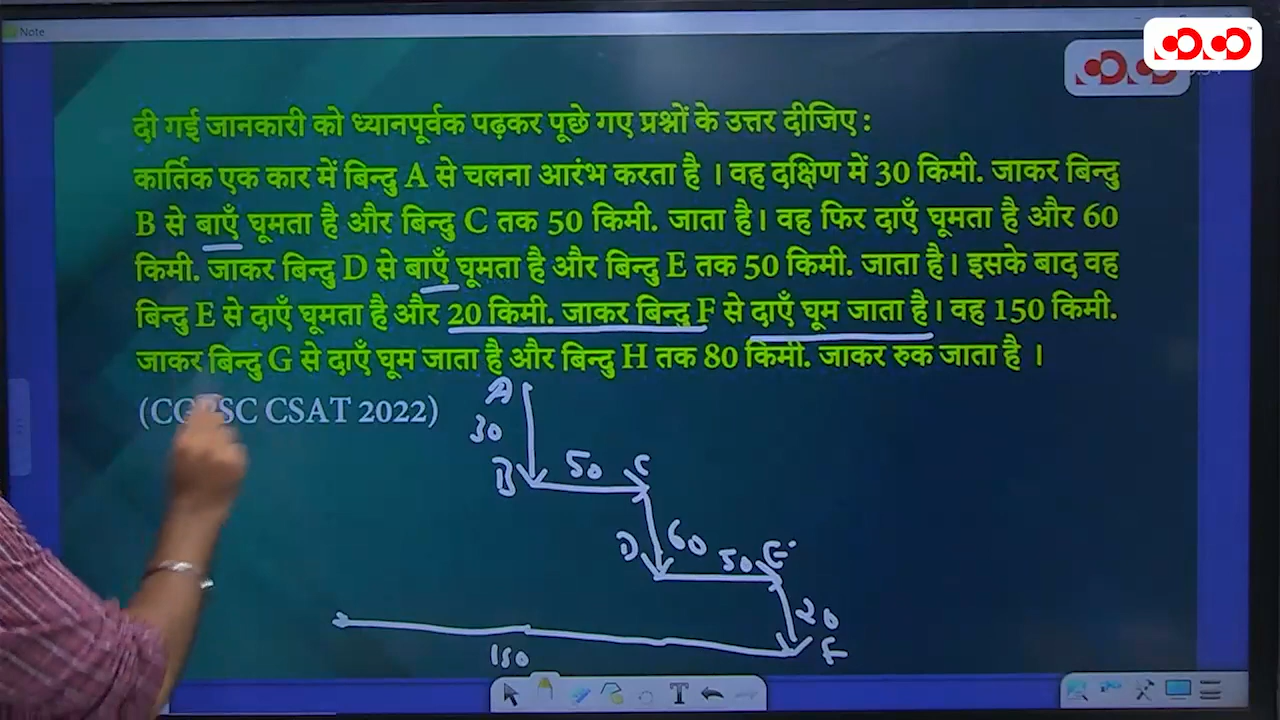 Note
दी गई जानकारी को ध्यानपूर्वक पढ़कर पूछे गए प्रश्नों के उत्तर दीजिए :
कार्तिक एक कार में बिन्दु A से चलना आरंभ करता है । वह दक्षिण में 30 किमी. जाकर बिन्दु
B से बाएँ घूमता है और बिन्दु C तक 50 किमी. जाता है। वह फिर दाएँ घूमता है और 60
किमी. जाकर बिन्दु D से बाएँ घूमता है और बिन्दु E तक 50 किमी. जाता है। इसके बाद वह
बिन्दु E से दाएँ घूमता है और 20 किमी. जाकर बिन्दु F से दाएँ घूम जाता है। वह 150 किमी.
जाकर बिन्दु G से दाएँ घूम जाता है और बिन्दु H तक 80 किमी. जाकर रुक जाता है ।
(CGPSC CSAT 2022)
A
30
B 50 C
D 60 50 E
20
150 F
T